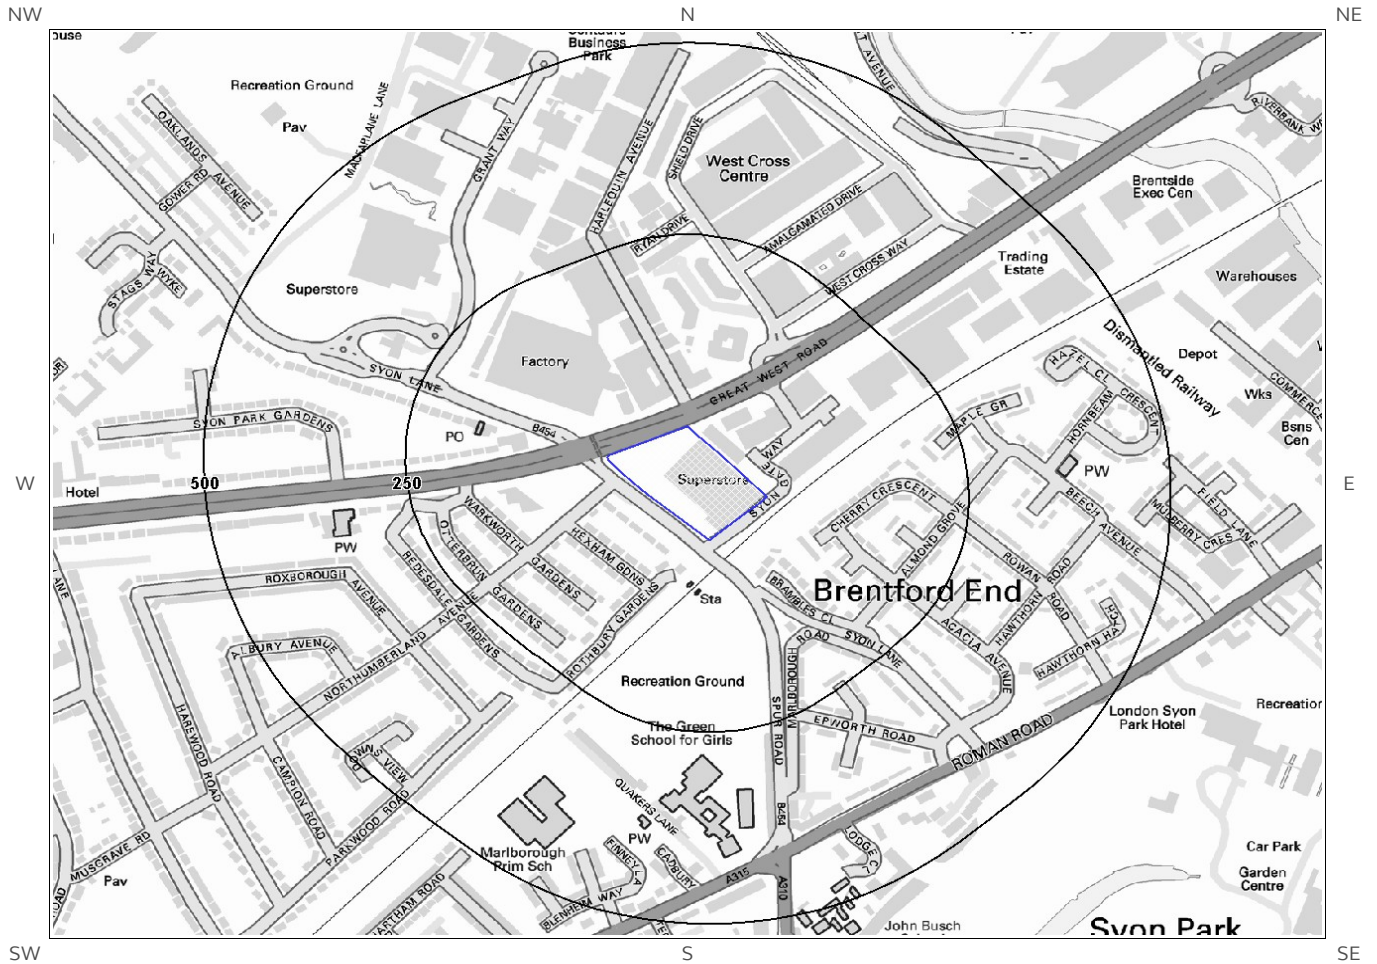 NW
N
NE
Business
Park
Recreation Ground
Pav
OAKLANDS
AVENUE
GOWER RD
MACFARLANE LANE
GRANT WAY
HARLEQUIN AVENUE
SHIELD DRIVE
West Cross
Centre
RYAN DRIVE
AMALGAMATED DRIVE
WEST CROSS WAY
AVENUE
Brentside
Exec Cen
Trading
Estate
Warehouses
STAGS WAY
WYKE
Superstore
Factory
SYON LANE
GREAT WEST ROAD
Dismantled Railway
Depot
Wks
Bsns
Cen
HAZEL CL
CRESCENT
HORNBEAM
MAPLE GR
SYON PARK GARDENS
PO
B454
W
Hotel
500
250
Superstore
SYON
GATE WAY
PW
E
PW
CHERRY CRESCENT
ALMOND GROVE
BEECH AVENUE
MULBERRY CRES
FIELD LANE
WARKWORTH
GARDENS
OTTERBURN
GARDENS
HEXHAM GDNS
REDESDALE
GARDENS
ROTHBURY GARDENS
Sta
Brentford End
BRAMBLES CL
SYON LANE
ROWAN
ROAD
HAWTHORN
ROAD
HAWTHORN HA
TCH
ACACIA AVENUE
ROXBOROUGH
AVENUE
ALBURY AVENUE
NORTHUMBERLAND AVENUE
HAREWOOD ROAD
CAMPION ROAD
DOWNS VIEW
PARKWOOD ROAD
MUSGRAVE RD
Pav
Recreation Ground
The Green
School for Girls
SPUR ROAD
MARLBOROUGH
ROAD
EPWORTH ROAD
ROMAN ROAD
London Syon
Park Hotel
QUAKERS LANE
PW
Marlborough
Prim Sch
FINNEY LA
CADBURY
BLENHEIM WAY
B454
A315
A310
LODGE CL
John Busch
Car Park
Garden
Centre
Syon Park
SW
S
SE